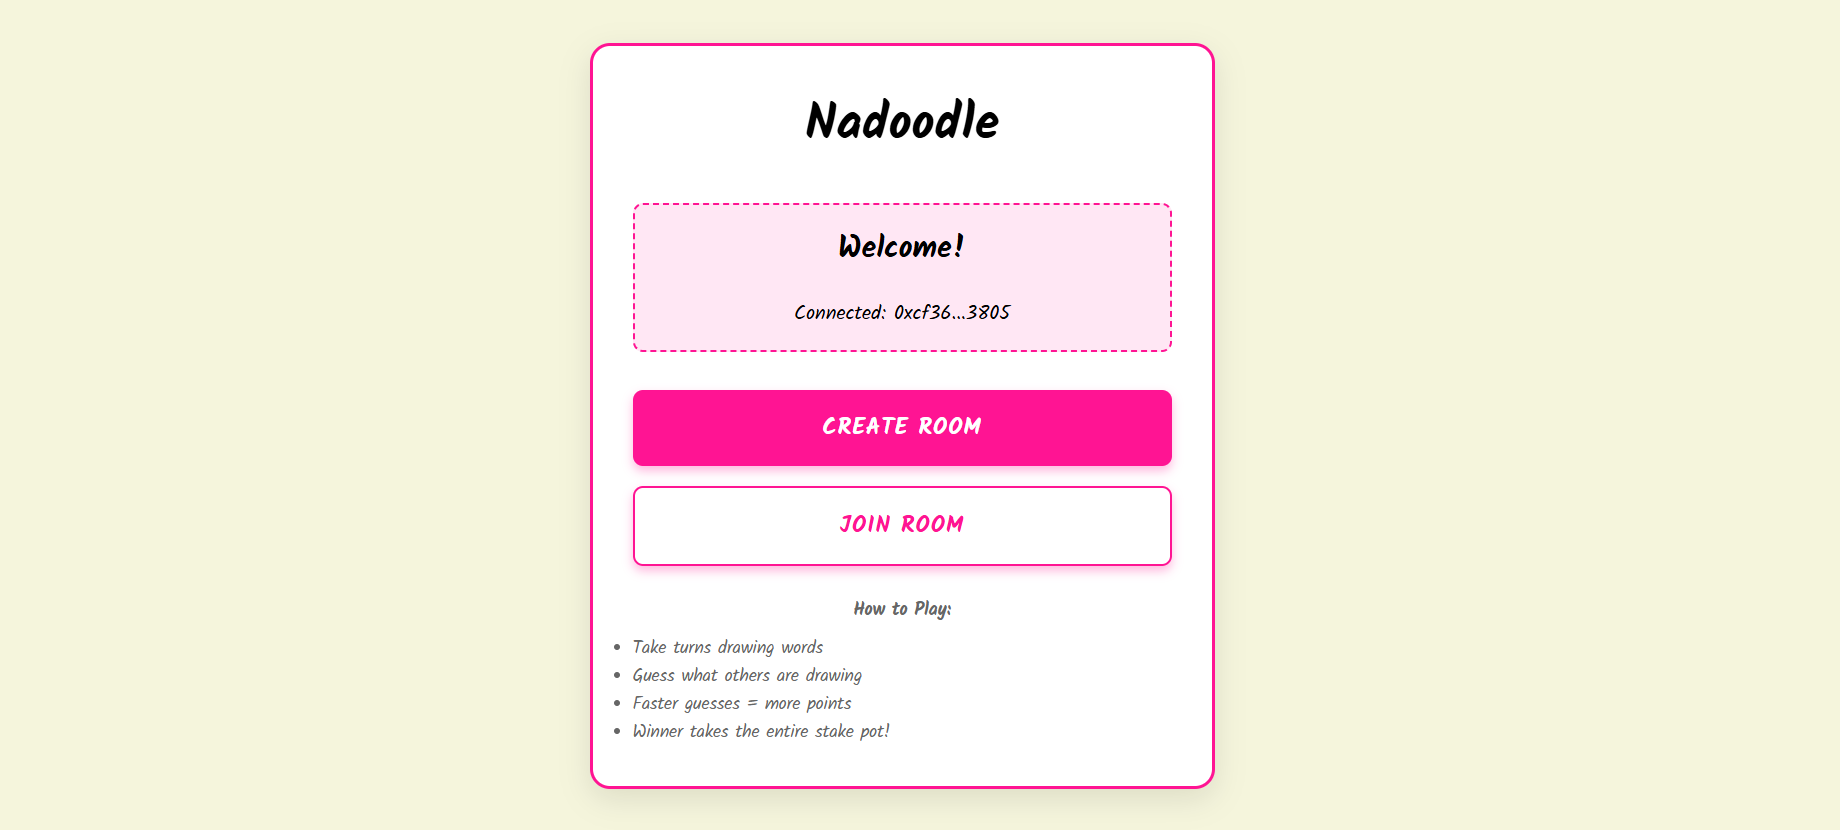 Nadoodle
Welcome!
Connected: 0xcf36...3805
CREATE ROOM
JOIN ROOM
How to Play:
Take turns drawing words
Guess what others are drawing
Faster guesses = more points
Winner takes the entire stake pot!